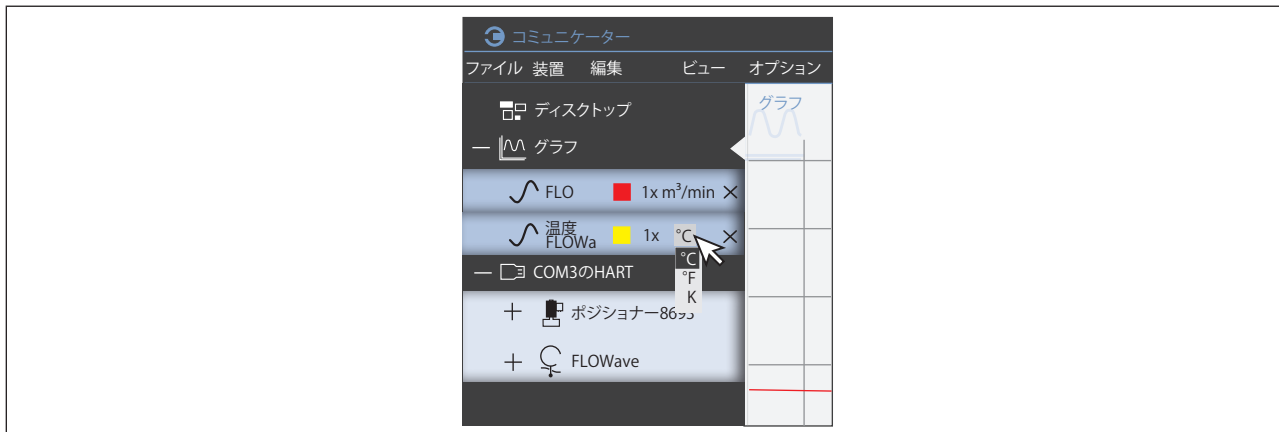 コミュニケーター
ファイル 装置 編集 ビュー オプション
ディスクトップ
グラフ
グラフ
FLO 1x m³/min ×
温度
FLOWa 1x °C ×
°C
°F
K
COM3のHART
ポジショナー8695
FLOWave